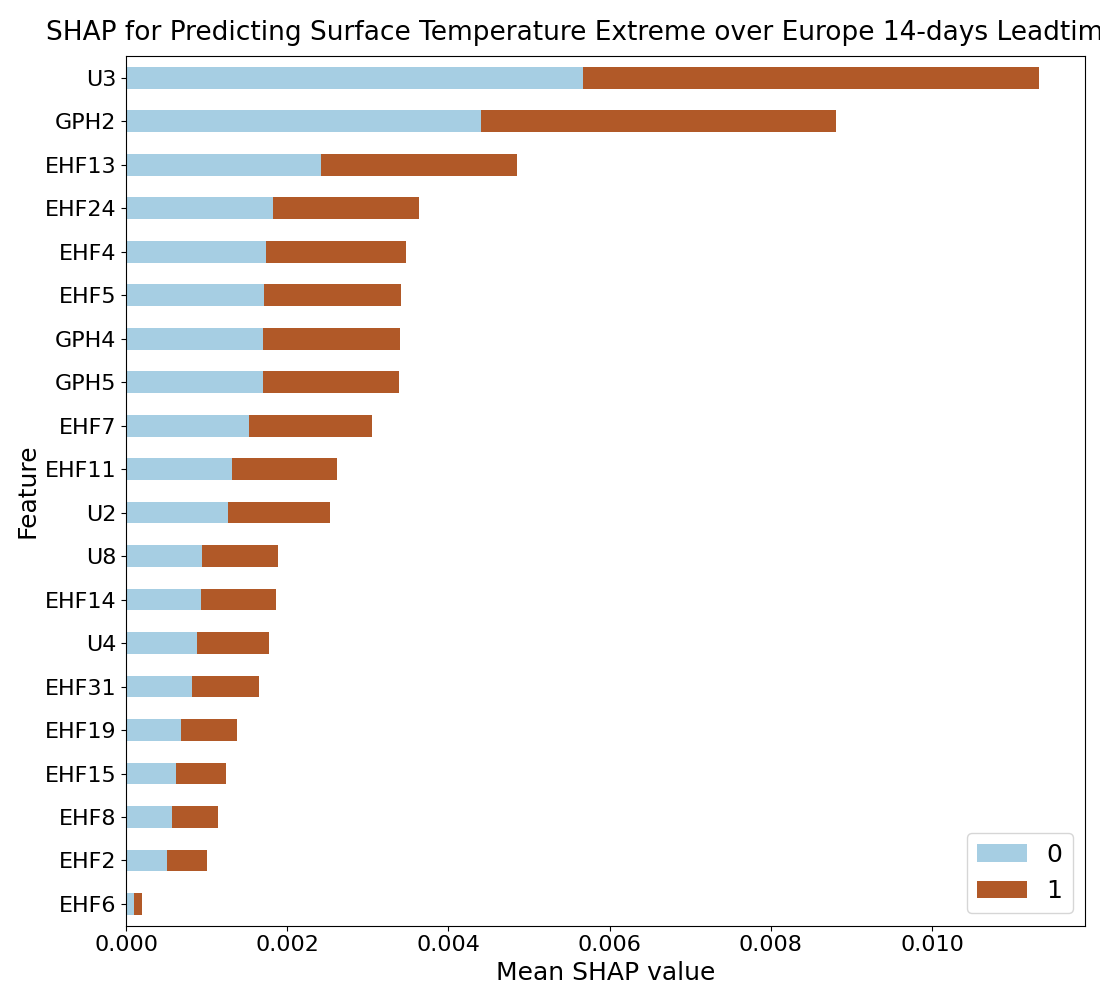 SHAP for Predicting Surface Temperature Extreme over Europe 14-days Leadtim
U3
GPH2
EHF13
EHF24
EHF4
EHF5
GPH4
GPH5
EHF7
EHF11
U2
U8
EHF14
U4
EHF31
EHF19
EHF15
EHF8
EHF2
EHF6
Feature
0
1
0.000 0.002 0.004 0.006 0.008 0.010
Mean SHAP value